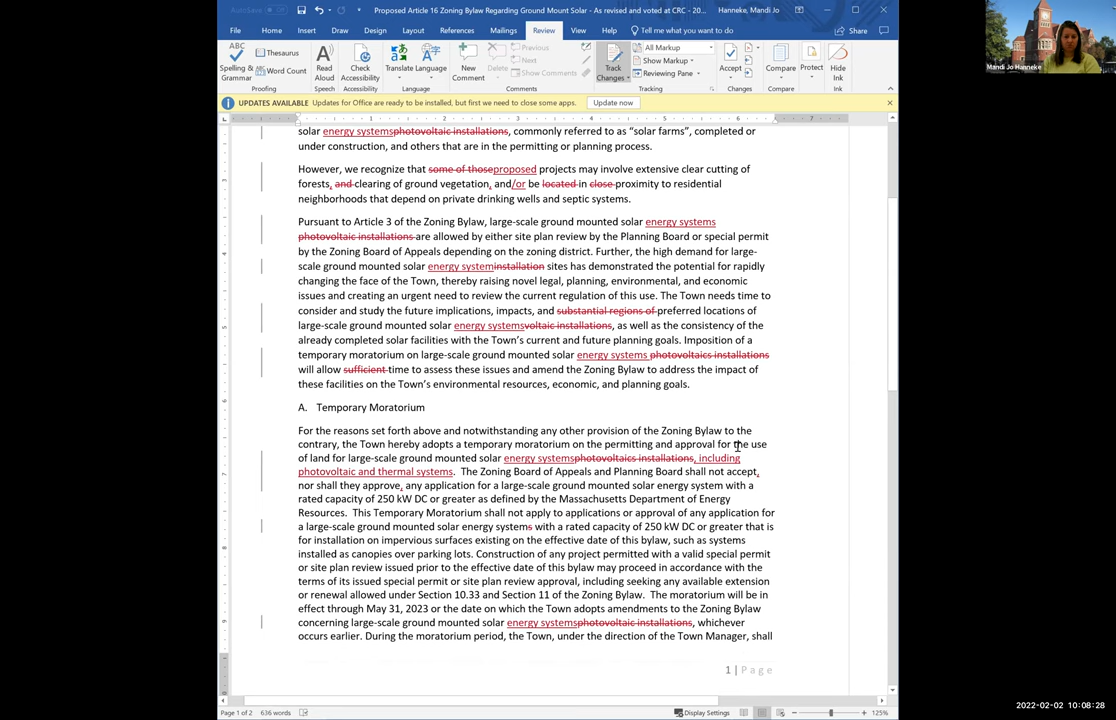 AutoSave Off
Proposed Article 16 Zoning Bylaw Regarding Ground Mount Solar - As revised and voted at CRC - 20...
Hanneke, Mandi Jo
File Home Insert Draw Design Layout References Mailings Review View Help Tell me what you want to do
Share
ABC
Spelling & Grammar
Thesaurus
Word Count
Proofing
Read Aloud
Speech
Check Accessibility
Accessibility
Translate
Language
Language
New Comment
Delete
Previous
Next
Show Comments
Comments
Track Changes
All Markup
Show Markup
Reviewing Pane
Tracking
Accept
Changes
Compare
Compare
Protect
Hide Ink
Ink
UPDATES AVAILABLE Updates for Office are ready to be installed, but first we need to close some apps. Update now
1 2 3 4 5 6 7
solar energy systemsphotovoltaic installations, commonly referred to as “solar farms”, completed or
under construction, and others that are in the permitting or planning process.
However, we recognize that some of thoseproposed projects may involve extensive clear cutting of
forests, and clearing of ground vegetation, and/or be located in close proximity to residential
neighborhoods that depend on private drinking wells and septic systems.
Pursuant to Article 3 of the Zoning Bylaw, large-scale ground mounted solar energy systems
photovoltaic installations are allowed by either site plan review by the Planning Board or special permit
by the Zoning Board of Appeals depending on the zoning district. Further, the high demand for large-
scale ground mounted solar energy systeminstallation sites has demonstrated the potential for rapidly
changing the face of the Town, thereby raising novel legal, planning, environmental, and economic
issues and creating an urgent need to review the current regulation of this use. The Town needs time to
consider and study the future implications, impacts, and substantial regions of preferred locations of
large-scale ground mounted solar energy systemsvoltaic installations, as well as the consistency of the
already completed solar facilities with the Town’s current and future planning goals. Imposition of a
temporary moratorium on large-scale ground mounted solar energy systems photovoltaics installations
will allow sufficient time to assess these issues and amend the Zoning Bylaw to address the impact of
these facilities on the Town’s environmental resources, economic, and planning goals.
A. Temporary Moratorium
For the reasons set forth above and notwithstanding any other provision of the Zoning Bylaw to the
contrary, the Town hereby adopts a temporary moratorium on the permitting and approval for the use
of land for large-scale ground mounted solar energy systemsphotovoltaics installations, including
photovoltaic and thermal systems. The Zoning Board of Appeals and Planning Board shall not accept,
nor shall they approve, any application for a large-scale ground mounted solar energy system with a
rated capacity of 250 kW DC or greater as defined by the Massachusetts Department of Energy
Resources. This Temporary Moratorium shall not apply to applications or approval of any application for
a large-scale ground mounted solar energy systems with a rated capacity of 250 kW DC or greater that is
for installation on impervious surfaces existing on the effective date of this bylaw, such as systems
installed as canopies over parking lots. Construction of any project permitted with a valid special permit
or site plan review issued prior to the effective date of this bylaw may proceed in accordance with the
terms of its issued special permit or site plan review approval, including seeking any available extension
or renewal allowed under Section 10.33 and Section 11 of the Zoning Bylaw. The moratorium will be in
effect through May 31, 2023 or the date on which the Town adopts amendments to the Zoning Bylaw
concerning large-scale ground mounted solar energy systemsphotovoltaic installations, whichever
occurs earlier. During the moratorium period, the Town, under the direction of the Town Manager, shall
1 | Page
Page 1 of 2 636 words
Display Settings
125%
Mandi Jo Hanneke
2022-02-02 10:08:28